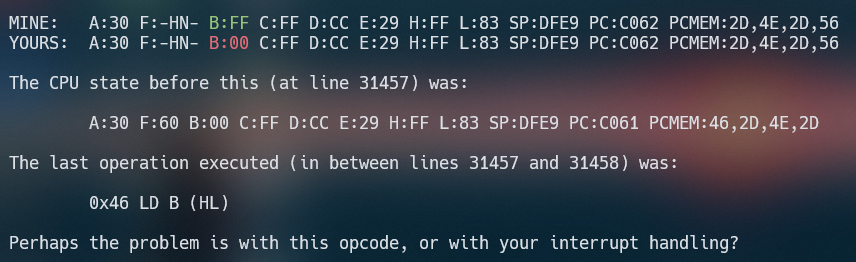 MINE:   A:30 F:-HN- B:FF C:FF D:CC E:29 H:FF L:83 SP:DFE9 PC:C062 PCMEM:2D,4E,2D,56
YOURS:  A:30 F:-HN- B:00 C:FF D:CC E:29 H:FF L:83 SP:DFE9 PC:C062 PCMEM:2D,4E,2D,56
The CPU state before this (at line 31457) was:
A:30 F:60 B:00 C:FF D:CC E:29 H:FF L:83 SP:DFE9 PC:C061 PCMEM:46,2D,4E,2D
The last operation executed (in between lines 31457 and 31458) was:
0x46 LD B (HL)
Perhaps the problem is with this opcode, or with your interrupt handling?